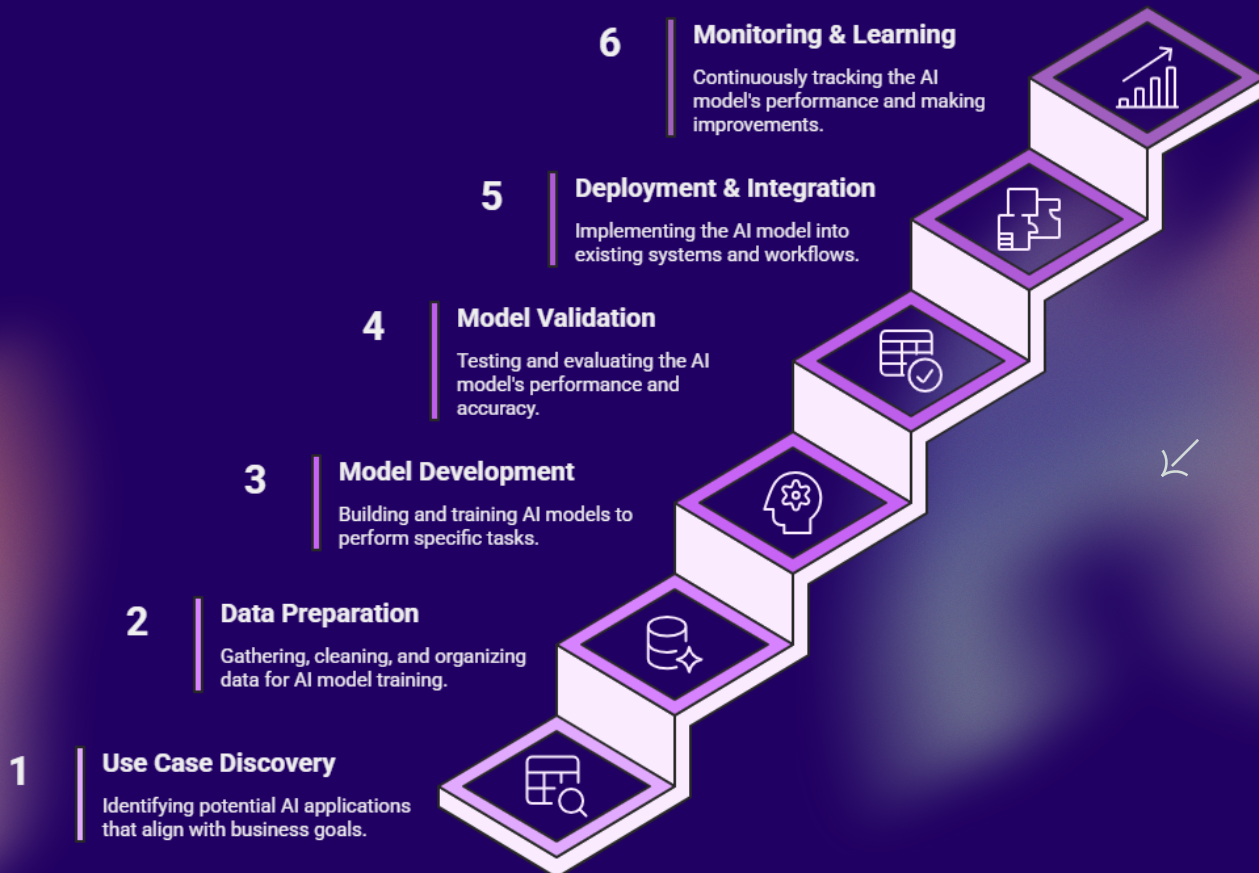 6
Monitoring & Learning
Continuously tracking the AI
model's performance and making
improvements.
5
Deployment & Integration
Implementing the AI model into
existing systems and workflows.
4
Model Validation
Testing and evaluating the AI
model's performance and
accuracy.
3
Model Development
Building and training AI models to
perform specific tasks.
2
Data Preparation
Gathering, cleaning, and organizing
data for AI model training.
1
Use Case Discovery
Identifying potential AI applications
that align with business goals.